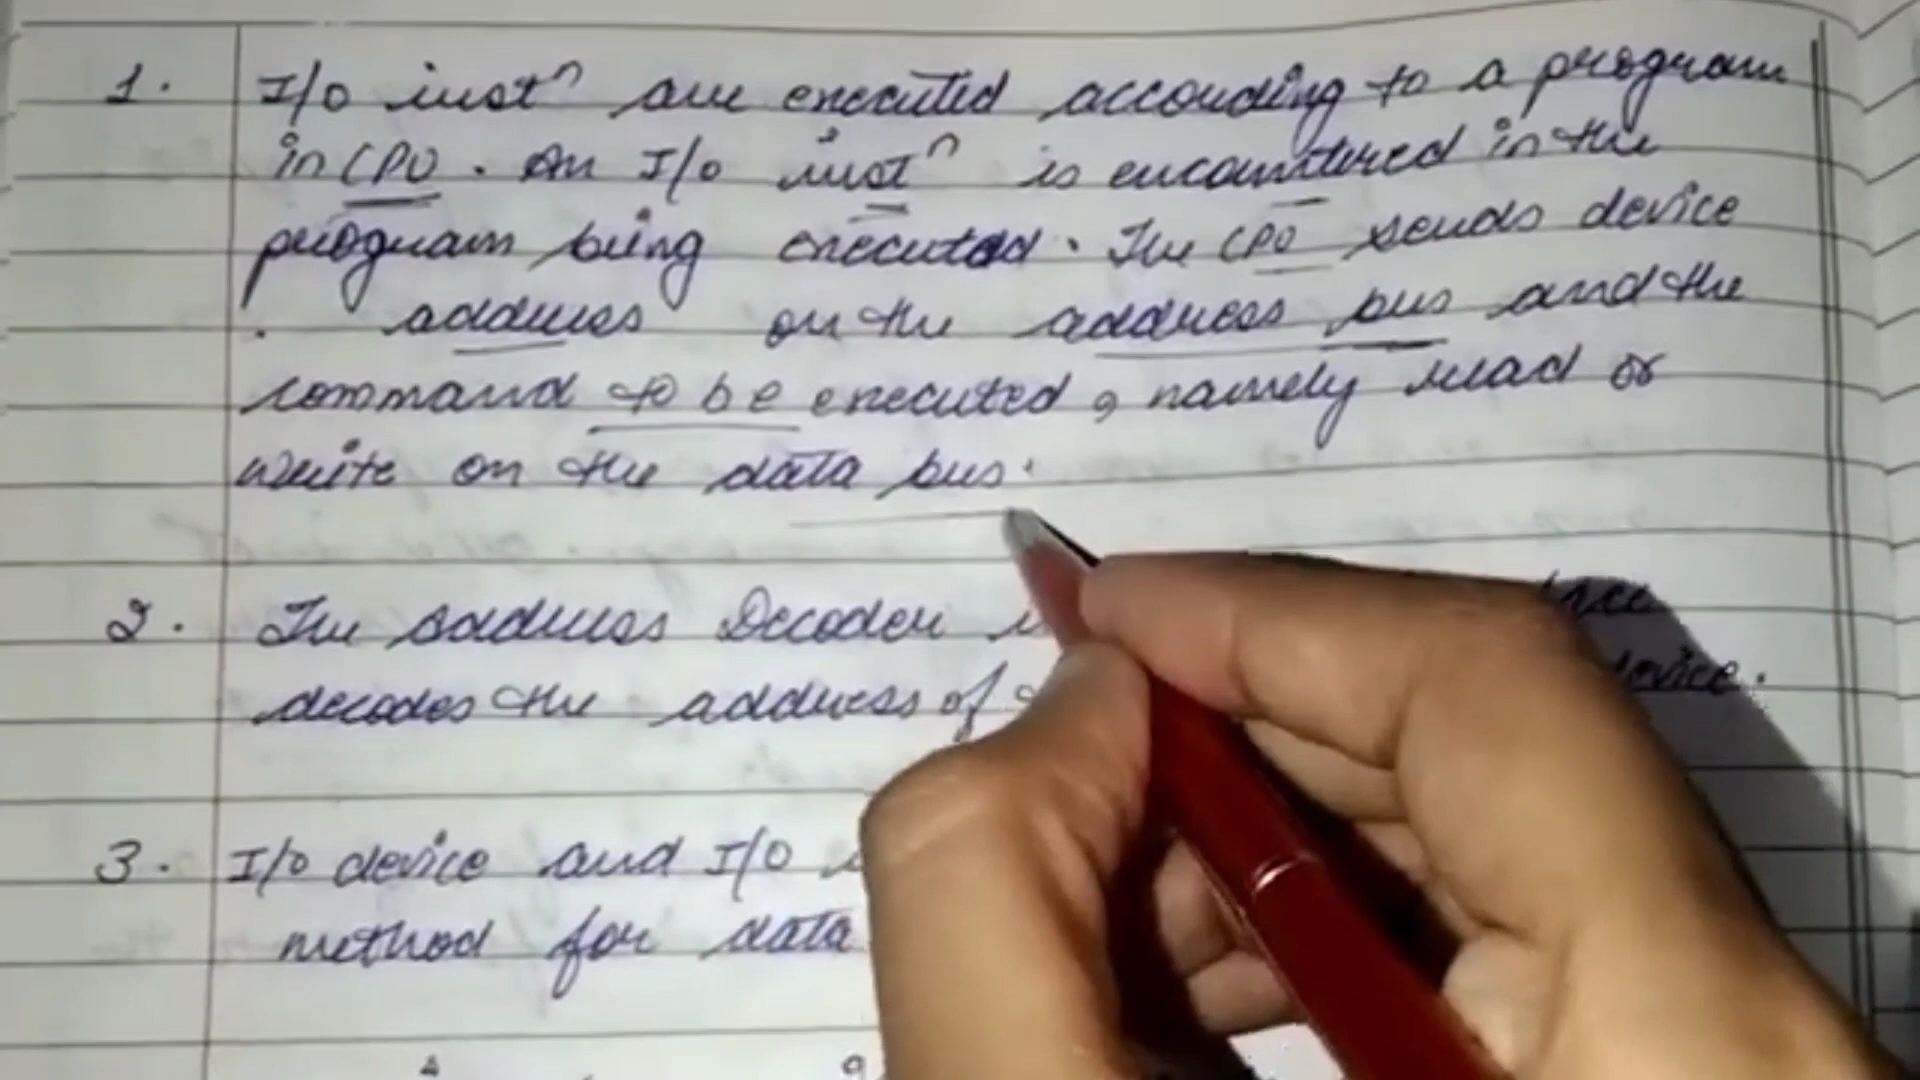 1. I/o instⁿ are executed according to a program
in CPU. An I/o instⁿ is encountered in the
program being executed. The CPU sends device
. address on the address bus and the
command to be executed, namely read or
write on the data bus.
2. The address Decoder
decodes the address of device.
3. I/o device and I/O
method for data